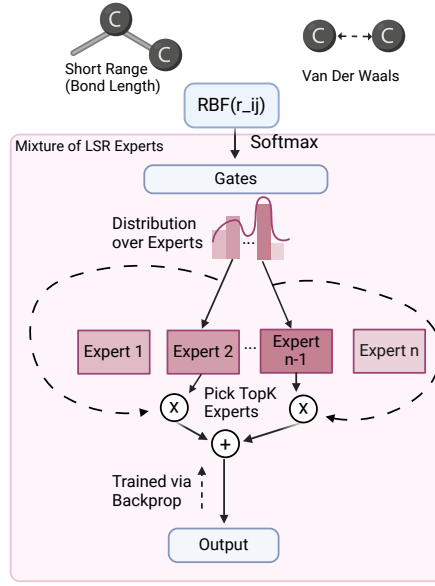 C
C
C
C
Short Range
(Bond Length)
Van Der Waals
RBF(r_ij)
Mixture of LSR Experts
Softmax
Gates
Distribution
over Experts
...
Expert 1
Expert 2
...
Expert
n-1
Expert n
X
Pick TopK
Experts
X
+
Trained via
Backprop
Output